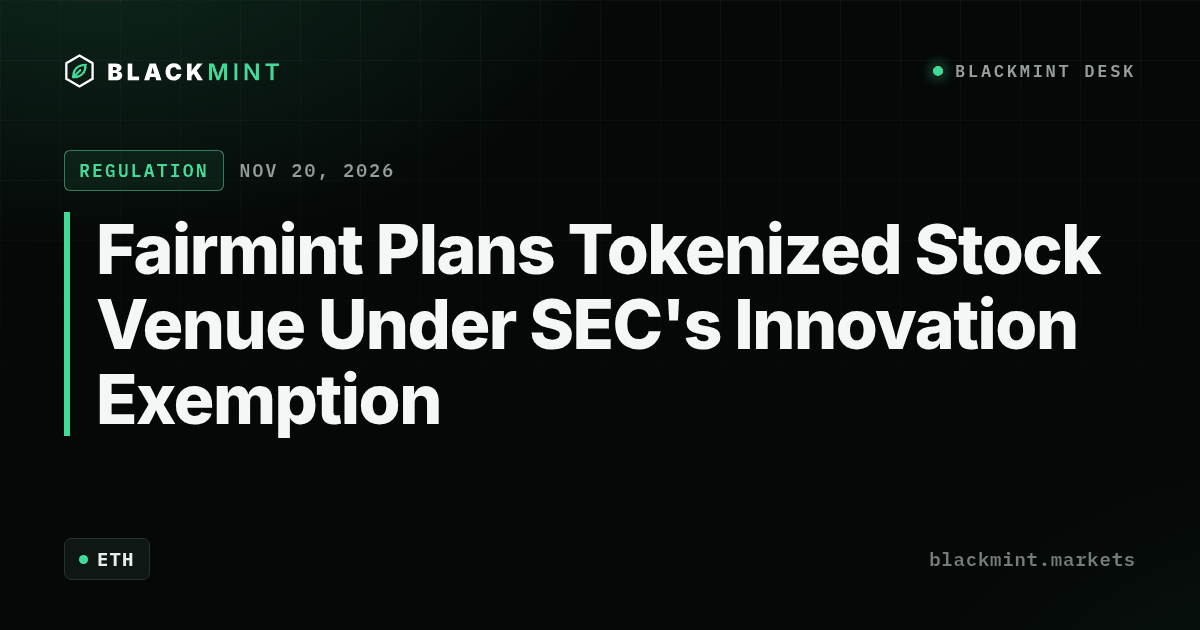 BLACKMINT
BLACKMINT DESK
REGULATION
NOV 20, 2026
Fairmint Plans Tokenized Stock
Venue Under SEC's Innovation
Exemption
ETH
blackmint.markets